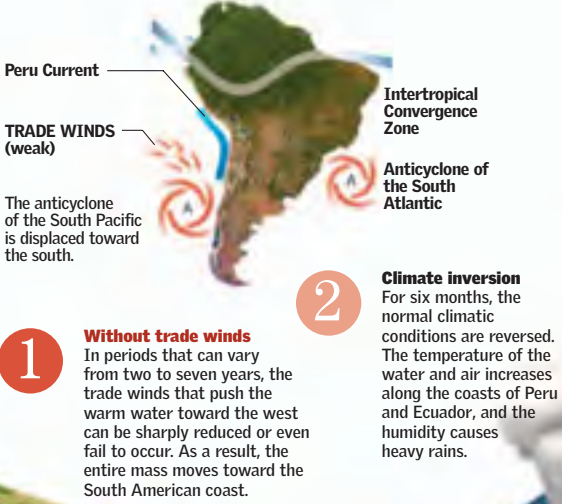 Peru Current
TRADE WINDS
(weak)
The anticyclone
of the South Pacific
is displaced toward
the south.
A
A
Intertropical
Convergence
Zone
Anticyclone of
the South
Atlantic
1
Without trade winds
In periods that can vary
from two to seven years, the
trade winds that push the
warm water toward the west
can be sharply reduced or even
fail to occur. As a result, the
entire mass moves toward the
South American coast.
2
Climate inversion
For six months, the
normal climatic
conditions are reversed.
The temperature of the
water and air increases
along the coasts of Peru
and Ecuador, and the
humidity causes
heavy rains.